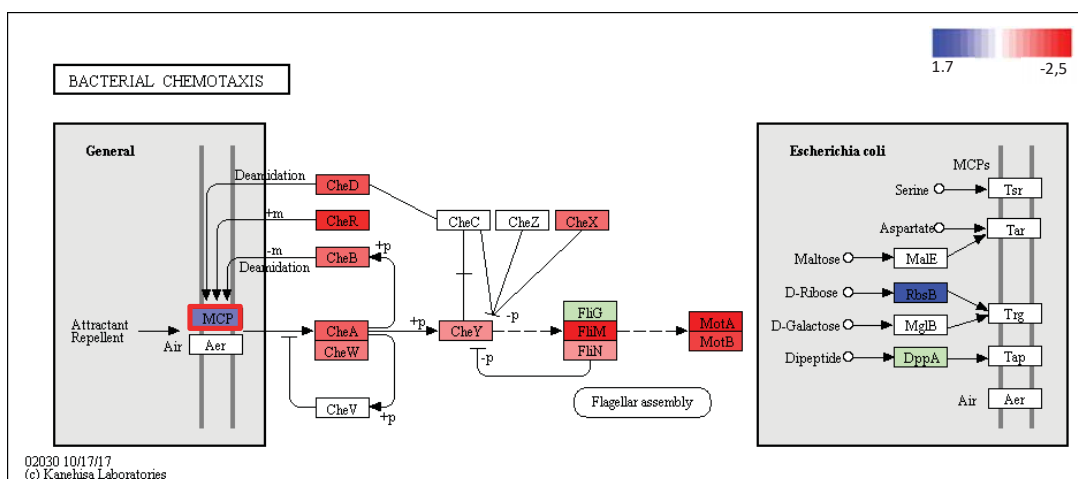 1.7
-2,5
BACTERIAL CHEMOTAXIS
General
Deamidation
+m
-m
Deamidation
CheD
CheR
CheB
+p
MCP
Attractant
Repellent
Air
Aer
CheA
CheW
CheV
+p
+p
CheC
CheZ
CheX
CheY
-p
-p
FliG
FliM
FliN
MotA
MotB
Flagellar assembly
Escherichia coli
MCPs
Serine
Tsr
Aspartate
Tar
Maltose
MalE
D-Ribose
RbsB
Trg
D-Galactose
MglB
Dipeptide
DppA
Tap
Air
Aer
02030 10/17/17
(c) Kanehisa Laboratories